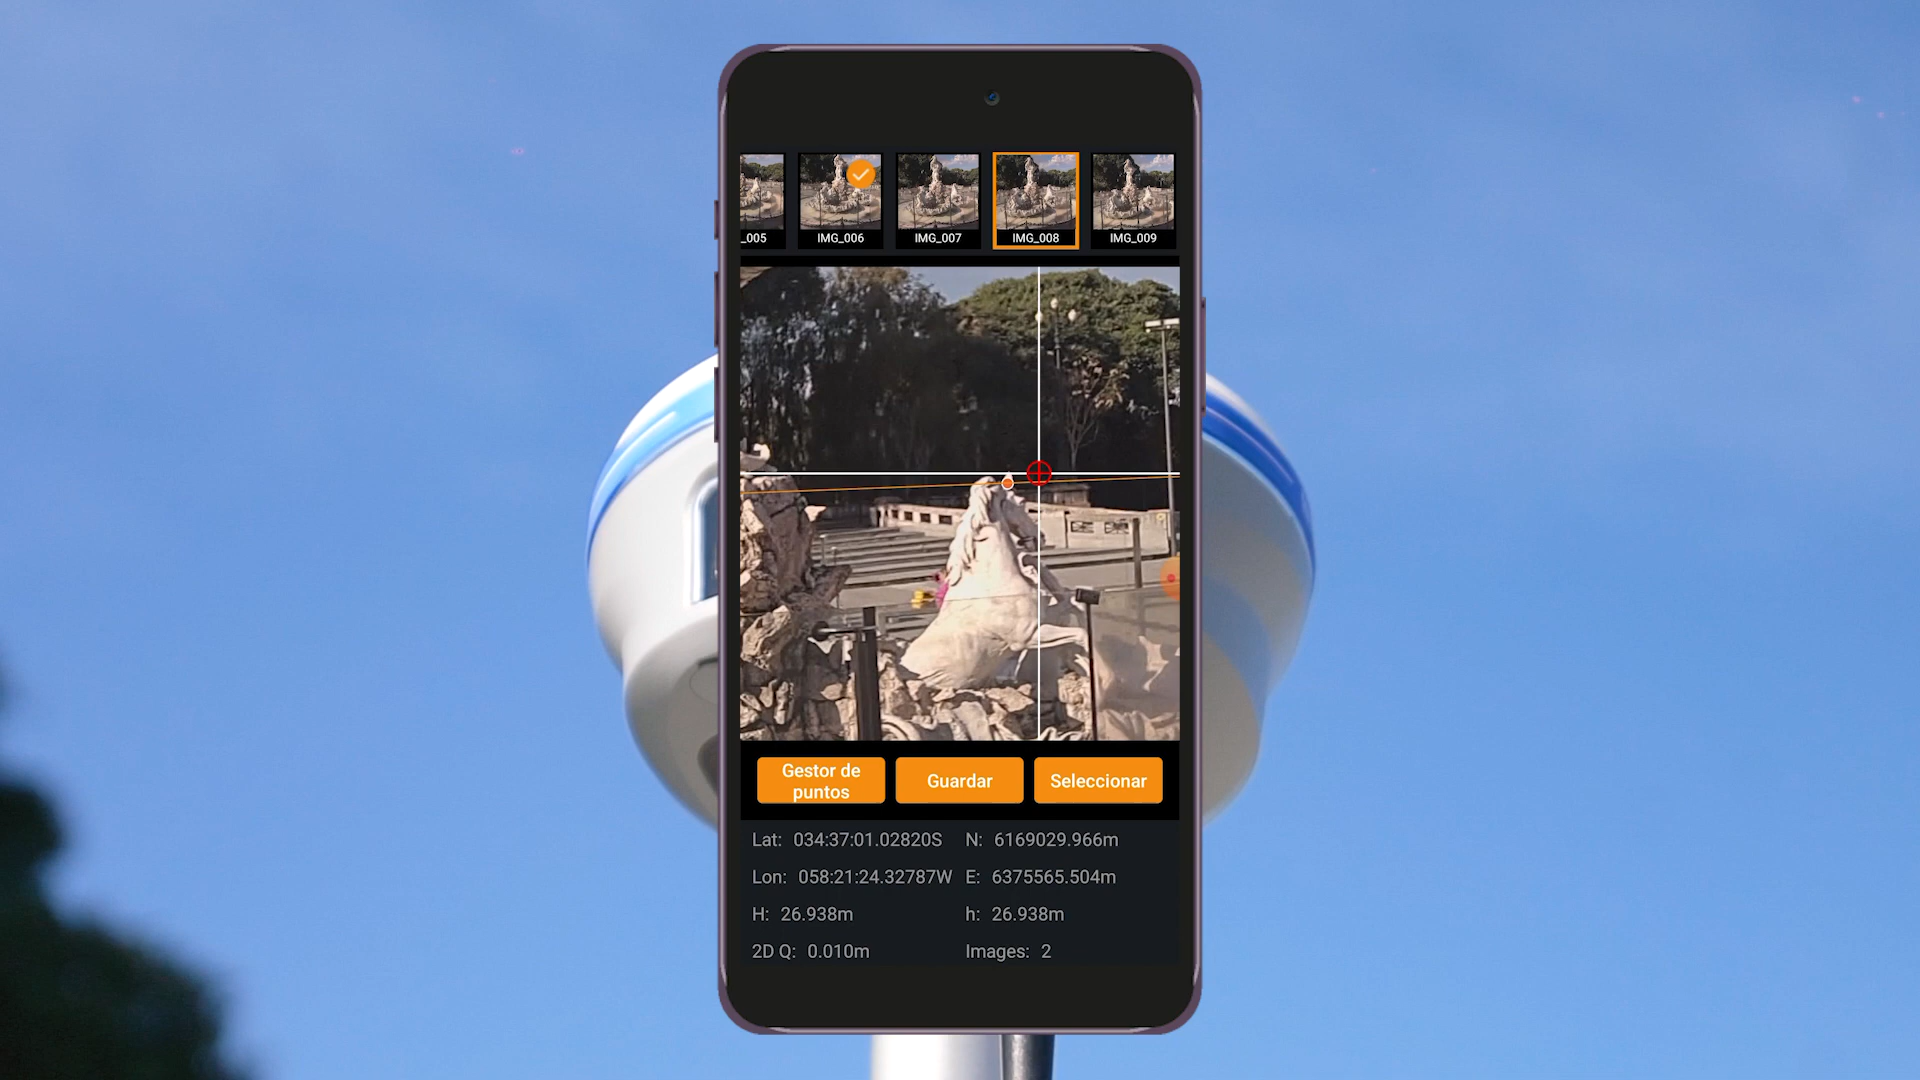 _005 IMG_006 IMG_007 IMG_008 IMG_009
Gestor de
puntos
Guardar
Seleccionar
Lat: 034:37:01.02820S N: 6169029.966m
Lon: 058:21:24.32787W E: 6375565.504m
H: 26.938m h: 26.938m
2D Q: 0.010m Images: 2